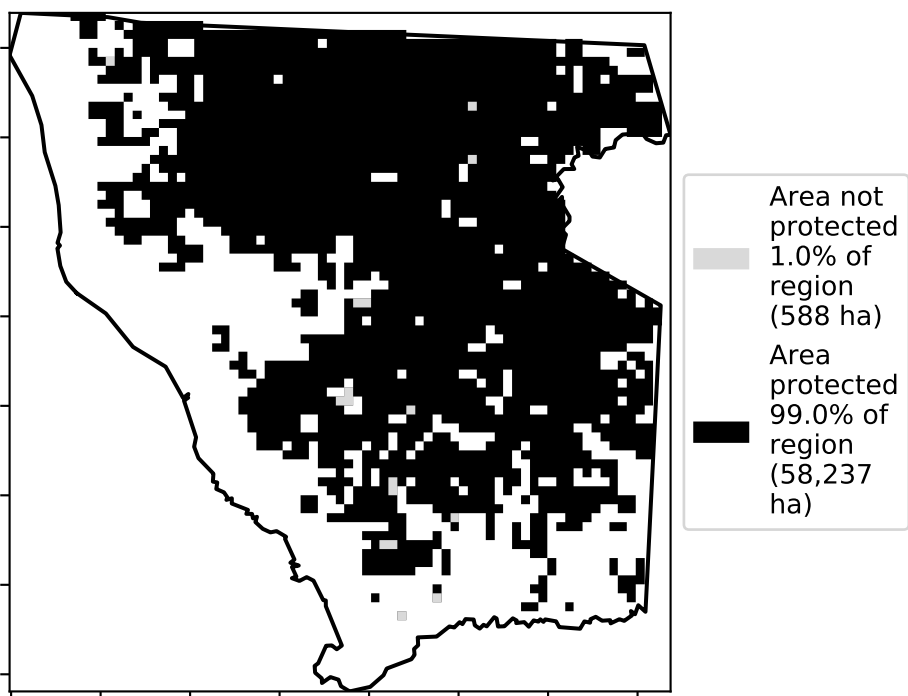 Area not
protected
1.0% of
region
(588 ha)
Area
protected
99.0% of
region
(58,237
ha)